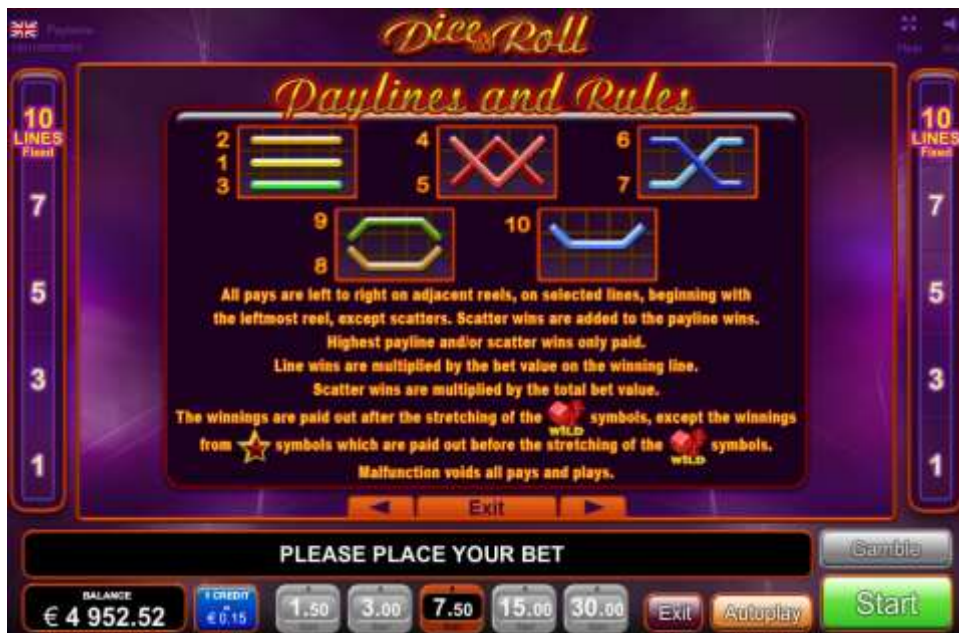 Dice & Roll
Paylines and Rules
10
LINES
Fixed
7
5
3
1
2
1
3
4
5
6
7
9
8
10
All pays are left to right on adjacent reels, on selected lines, beginning with
the leftmost reel, except scatters. Scatter wins are added to the payline wins.
Highest payline and/or scatter wins only paid.
Line wins are multiplied by the bet value on the winning line.
Scatter wins are multiplied by the total bet value.
The winnings are paid out after the stretching of the WILD symbols, except the winnings
from symbols which are paid out before the stretching of the WILD symbols.
Malfunction voids all pays and plays.
10
LINES
Fixed
7
5
3
1
Exit
PLEASE PLACE YOUR BET
Gamble
BALANCE
€ 4 952.52
1 CREDIT
€ 0.15
1.50
3.00
7.50
15.00
30.00
Exit
Autoplay
Start